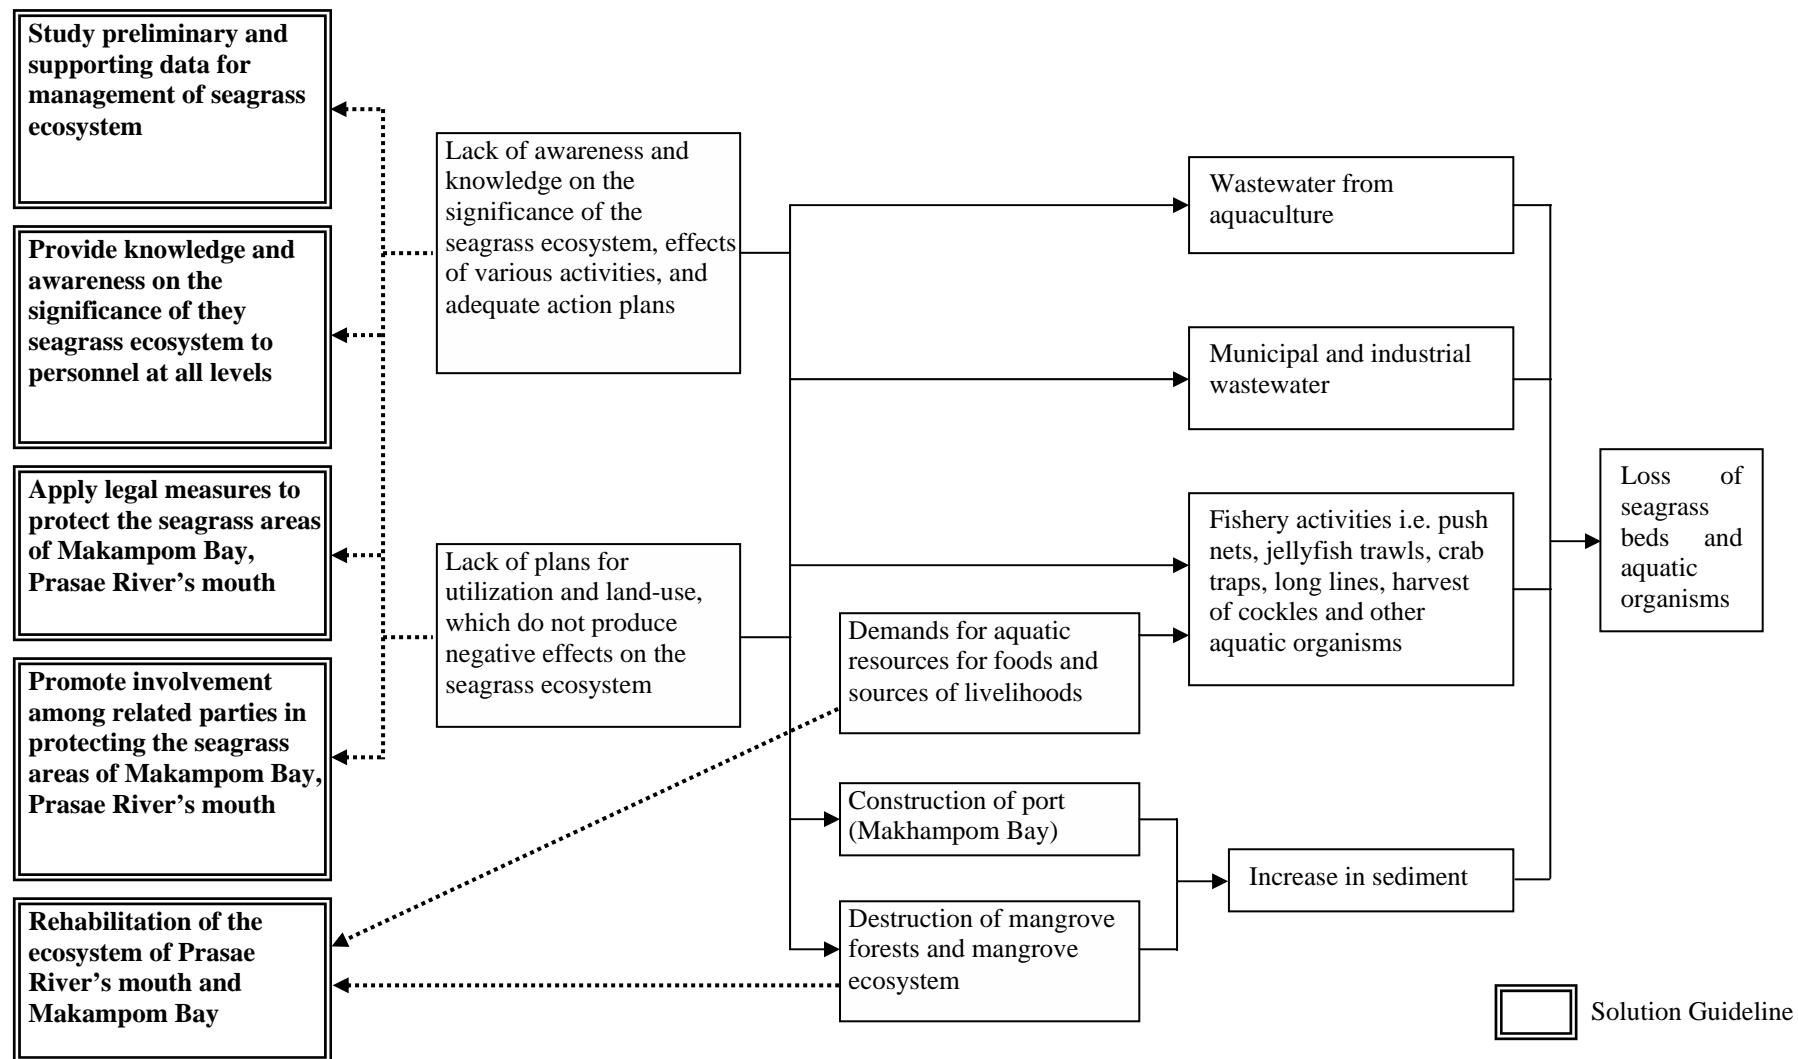 Study preliminary and
supporting data for
management of seagrass
ecosystem
Provide knowledge and
awareness on the
significance of they
seagrass ecosystem to
personnel at all levels
Apply legal measures to
protect the seagrass areas
of Makampom Bay,
Prasae River’s mouth
Promote involvement
among related parties in
protecting the seagrass
areas of Makampom Bay,
Prasae River’s mouth
Rehabilitation of the
ecosystem of Prasae
River’s mouth and
Makampom Bay
Lack of awareness and
knowledge on the
significance of the
seagrass ecosystem, effects
of various activities, and
adequate action plans
Lack of plans for
utilization and land-use,
which do not produce
negative effects on the
seagrass ecosystem
Demands for aquatic
resources for foods and
sources of livelihoods
Construction of port
(Makhampom Bay)
Destruction of mangrove
forests and mangrove
ecosystem
Wastewater from
aquaculture
Municipal and industrial
wastewater
Fishery activities i.e. push
nets, jellyfish trawls, crab
traps, long lines, harvest
of cockles and other
aquatic organisms
Increase in sediment
Loss of
seagrass
beds and
aquatic
organisms
Solution Guideline